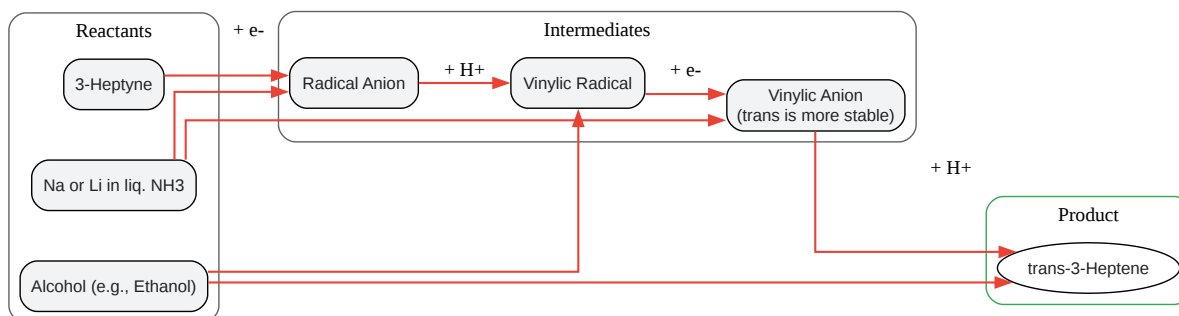 Reactants
+ e-
Intermediates
3-Heptyne
Radical Anion
+ H+
Vinylic Radical
+ e-
Vinylic Anion
(trans is more stable)
Na or Li in liq. NH3
+ H+
Product
Alcohol (e.g., Ethanol)
trans-3-Heptene